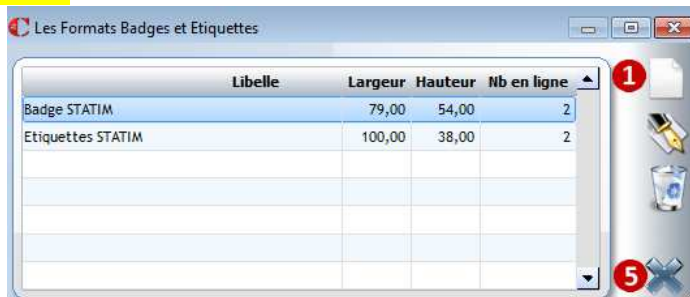 Les Formats Badges et Etiquettes
Libelle Largeur Hauteur Nb en ligne
1
Badge STATIM 79,00 54,00 2
Etiquettes STATIM 100,00 38,00 2
5